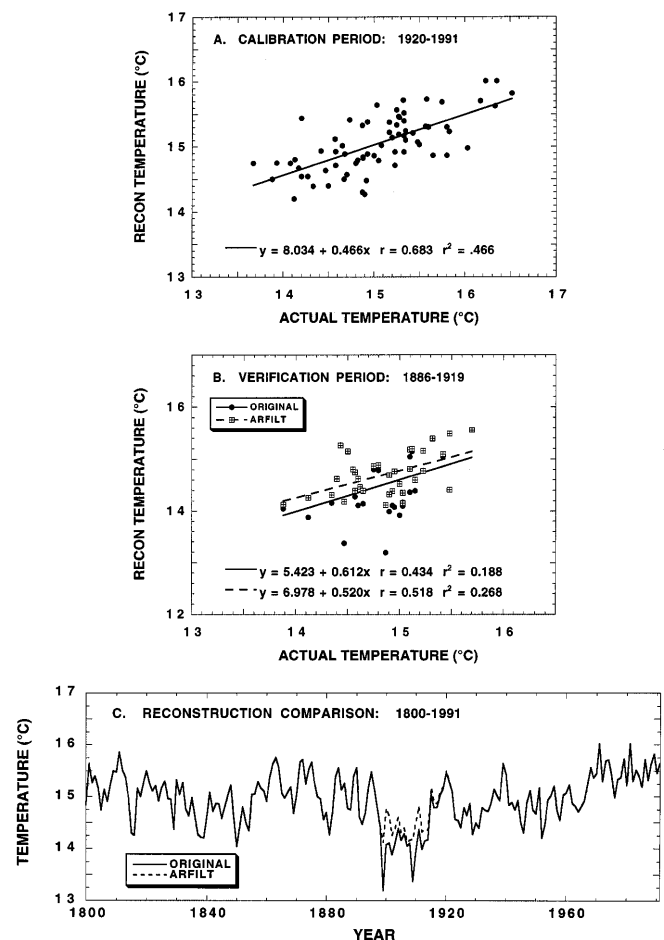 17
A. CALIBRATION PERIOD: 1920-1991
16
15
14
y = 8.034 + 0.466x r = 0.683 r² = .466
13
13 14 15 16 17
RECON TEMPERATURE (°C)
ACTUAL TEMPERATURE (°C)
B. VERIFICATION PERIOD: 1886-1919
16
ORIGINAL
ARFILT
14
y = 5.423 + 0.612x r = 0.434 r² = 0.188
y = 6.978 + 0.520x r = 0.518 r² = 0.268
12
13 14 15 16
RECON TEMPERATURE (°C)
ACTUAL TEMPERATURE (°C)
17
C. RECONSTRUCTION COMPARISON: 1800-1991
16
15
14
ORIGINAL
ARFILT
13
1800 1840 1880 1920 1960
TEMPERATURE (°C)
YEAR